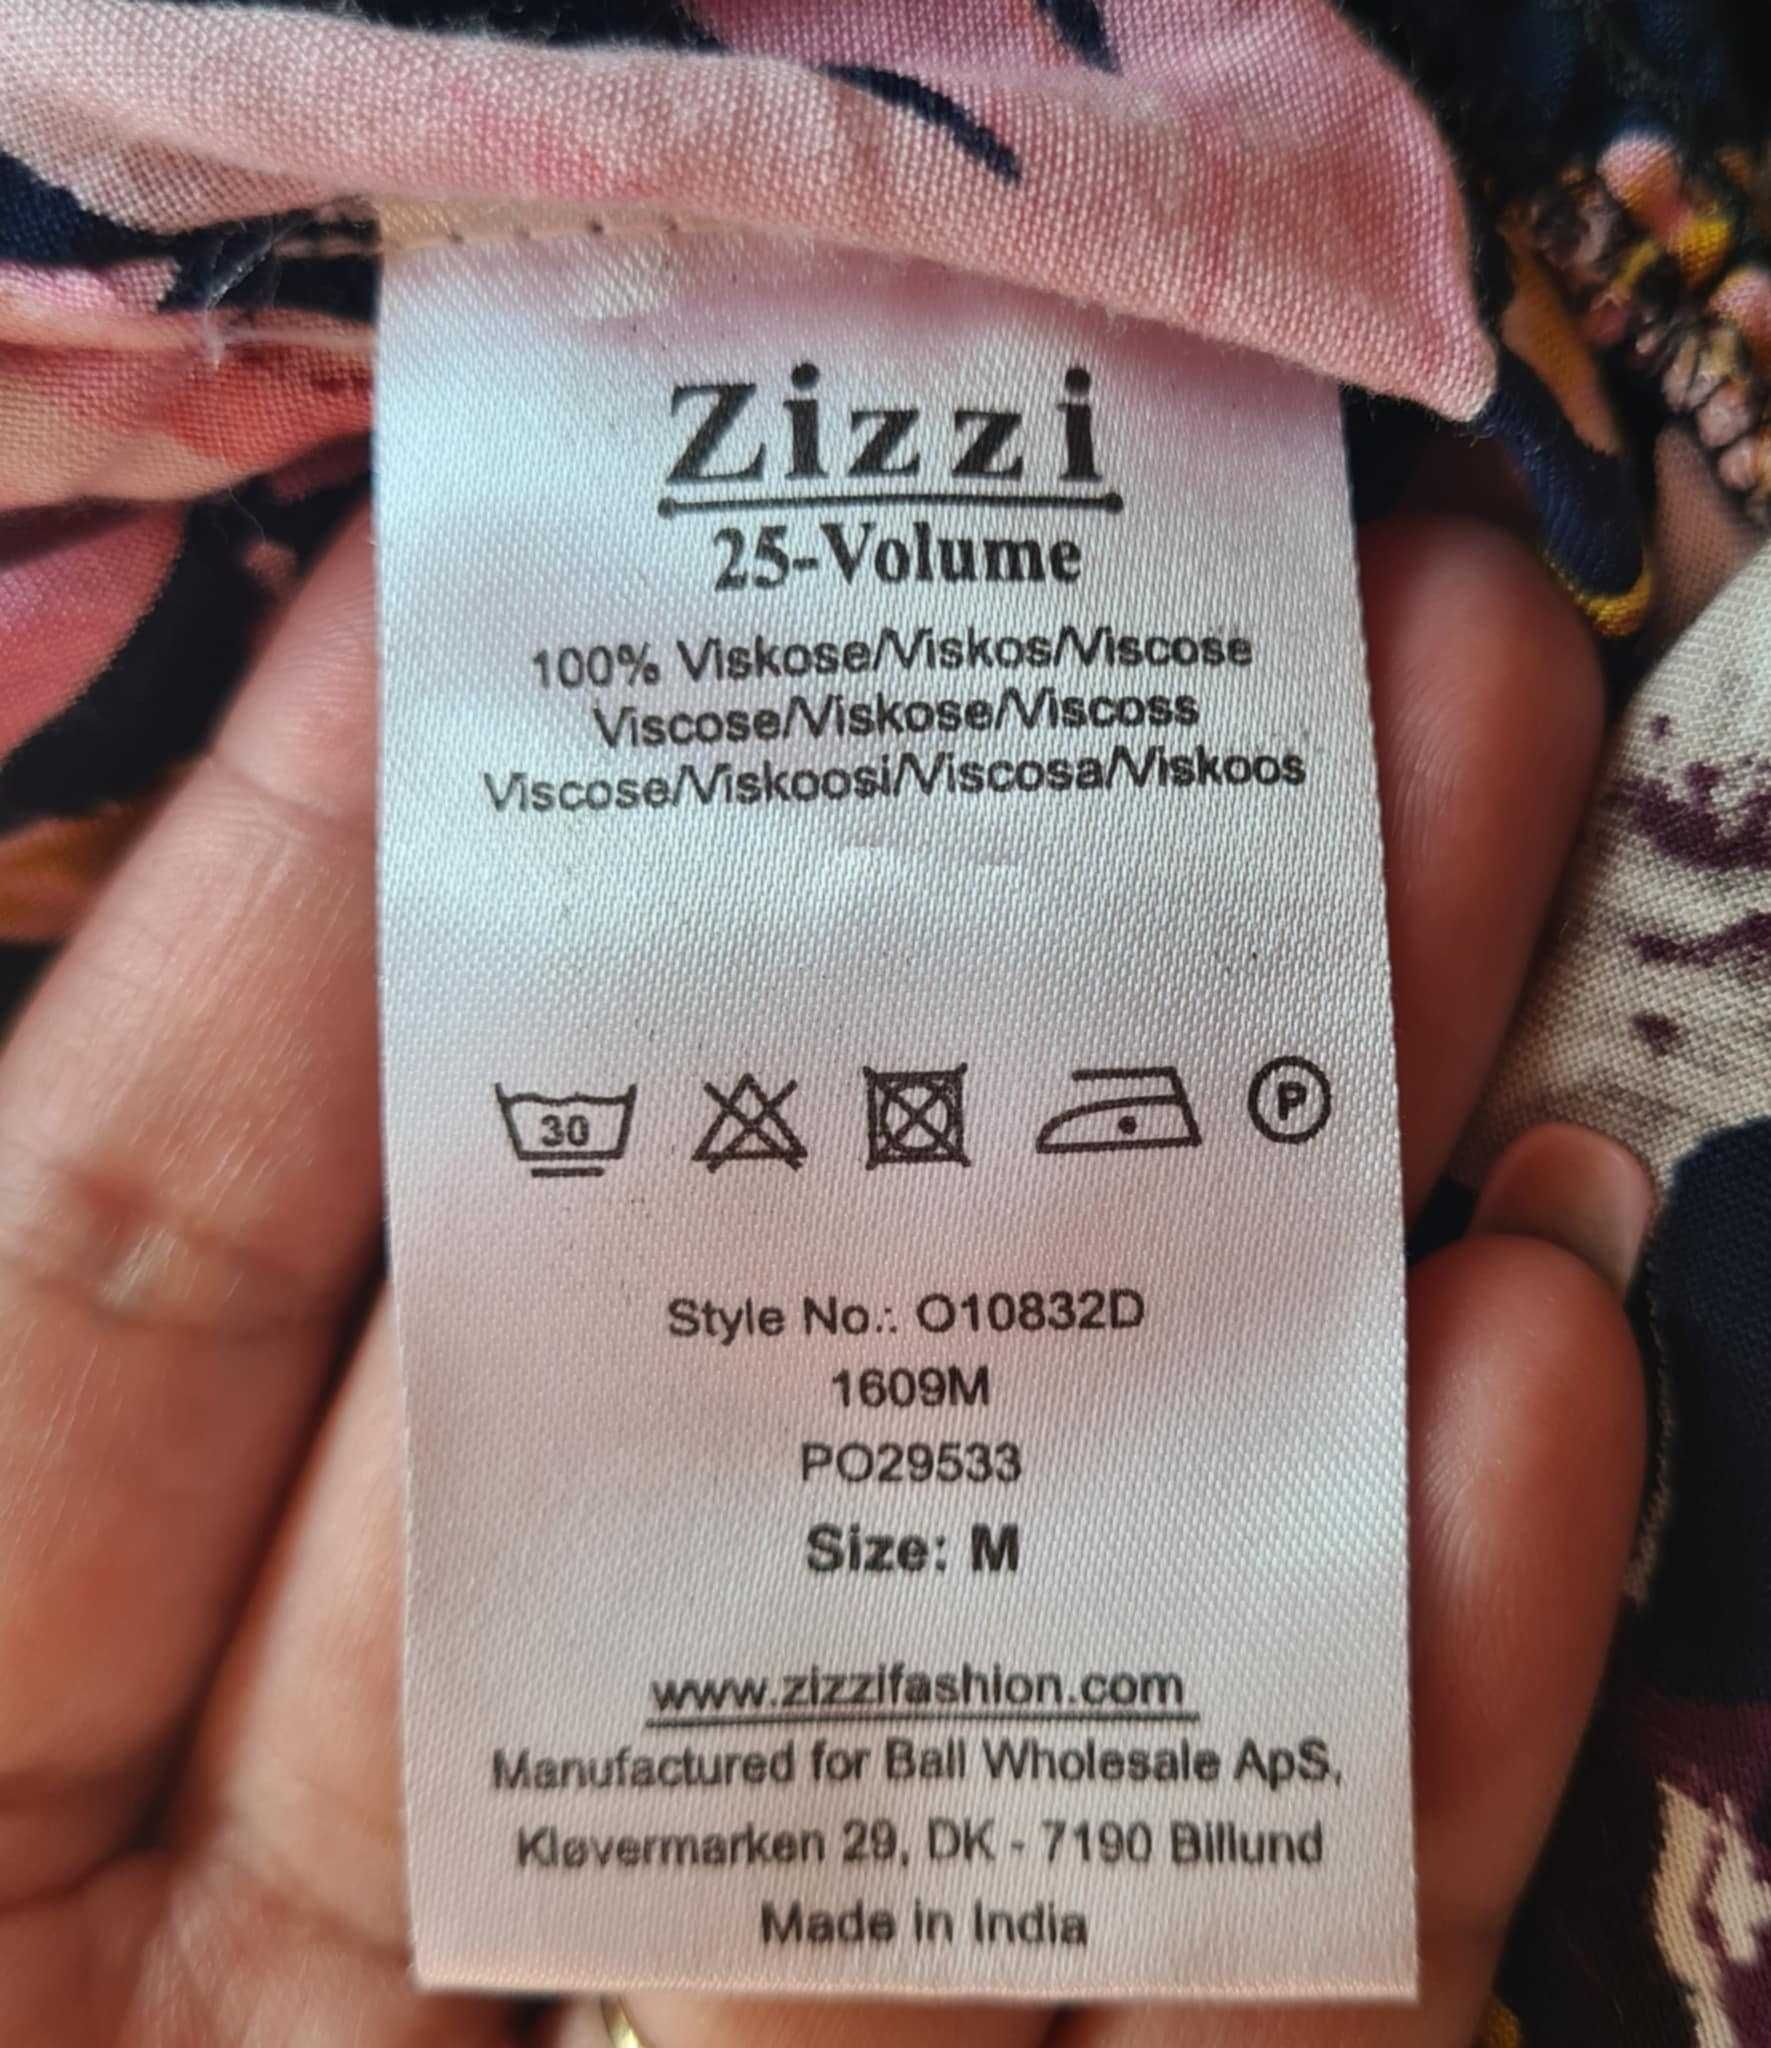 Zizzi
25-Volume
100% Viskose/Viskos/Viscose
Viscose/Viskose/Viscoss
Viscose/Viskoosi/Viscosa/Viskoos
30
P
Style No.: O10832D
1609M
PO29533
Size: M
www.zizzifashion.com
Manufactured for Ball Wholesale ApS,
Kløvermarken 29, DK - 7190 Billund
Made in India